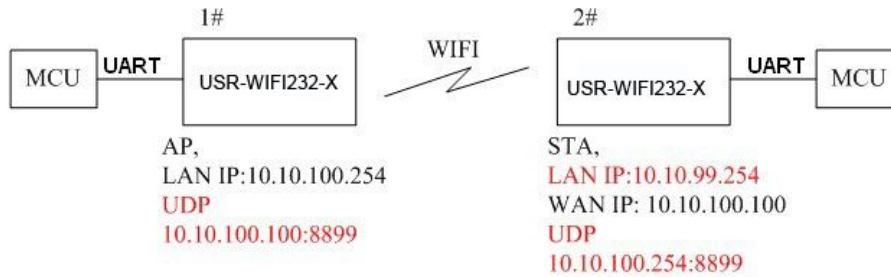 1#
2#
MCU
UART
USR-WIFI232-X
WIFI
USR-WIFI232-X
UART
MCU
AP,
LAN IP:10.10.100.254
UDP
10.10.100.100:8899
STA,
LAN IP:10.10.99.254
WAN IP: 10.10.100.100
UDP
10.10.100.254:8899